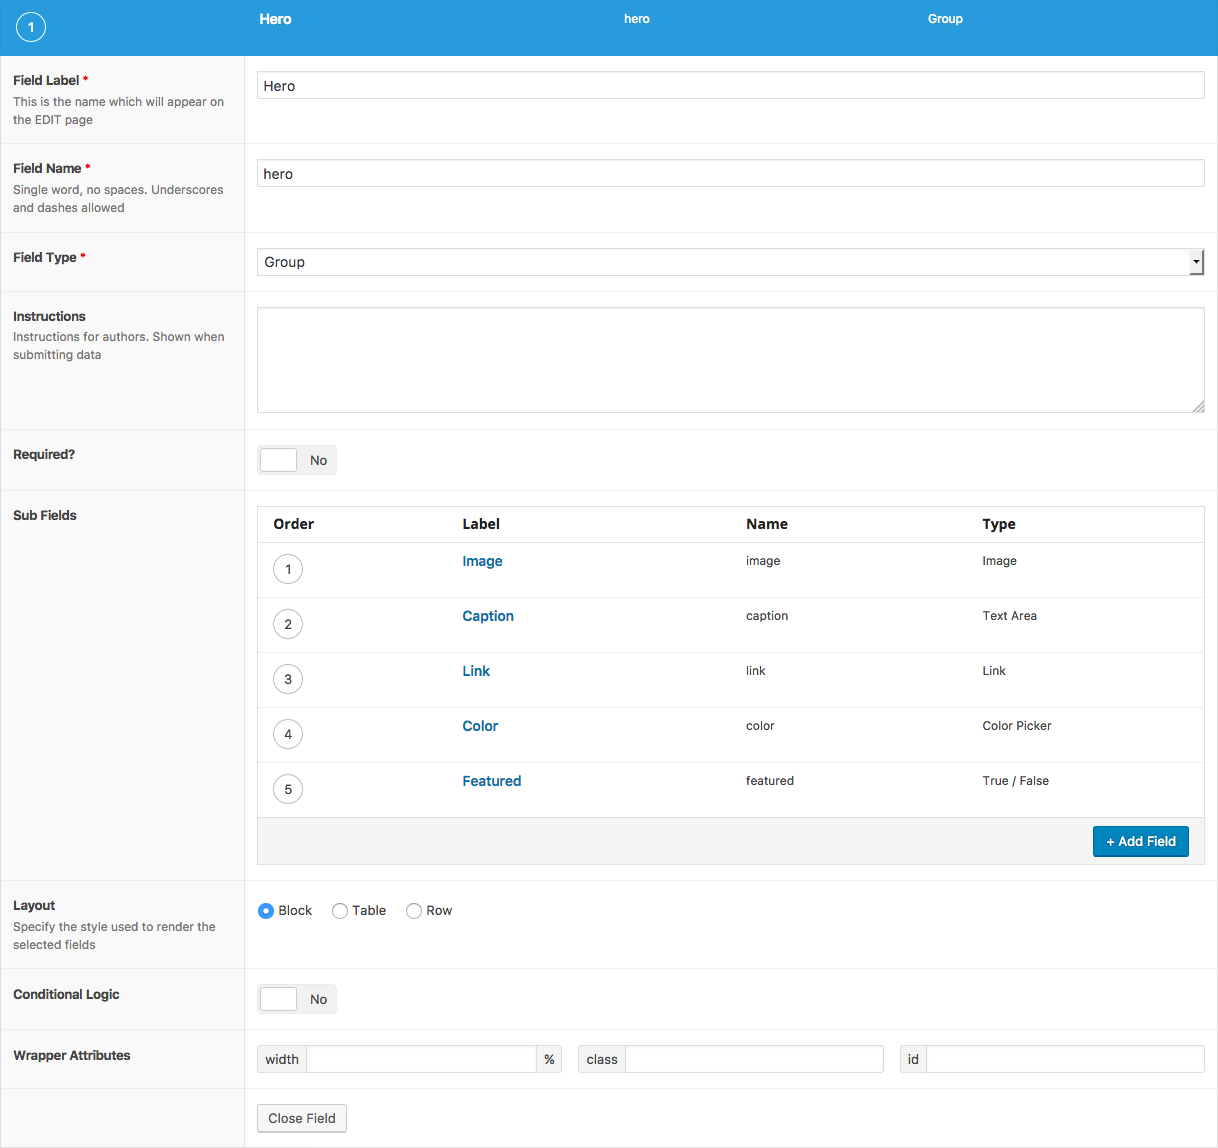 1 Hero hero Group
Field Label *
This is the name which will appear on
the EDIT page
Hero
Field Name *
Single word, no spaces. Underscores
and dashes allowed
hero
Field Type *
Group
Instructions
Instructions for authors. Shown when
submitting data
Required?
No
Sub Fields
Order Label Name Type
1 Image image Image
2 Caption caption Text Area
3 Link link Link
4 Color color Color Picker
5 Featured featured True / False
+ Add Field
Layout
Specify the style used to render the
selected fields
Block Table Row
Conditional Logic
No
Wrapper Attributes
width % class id
Close Field